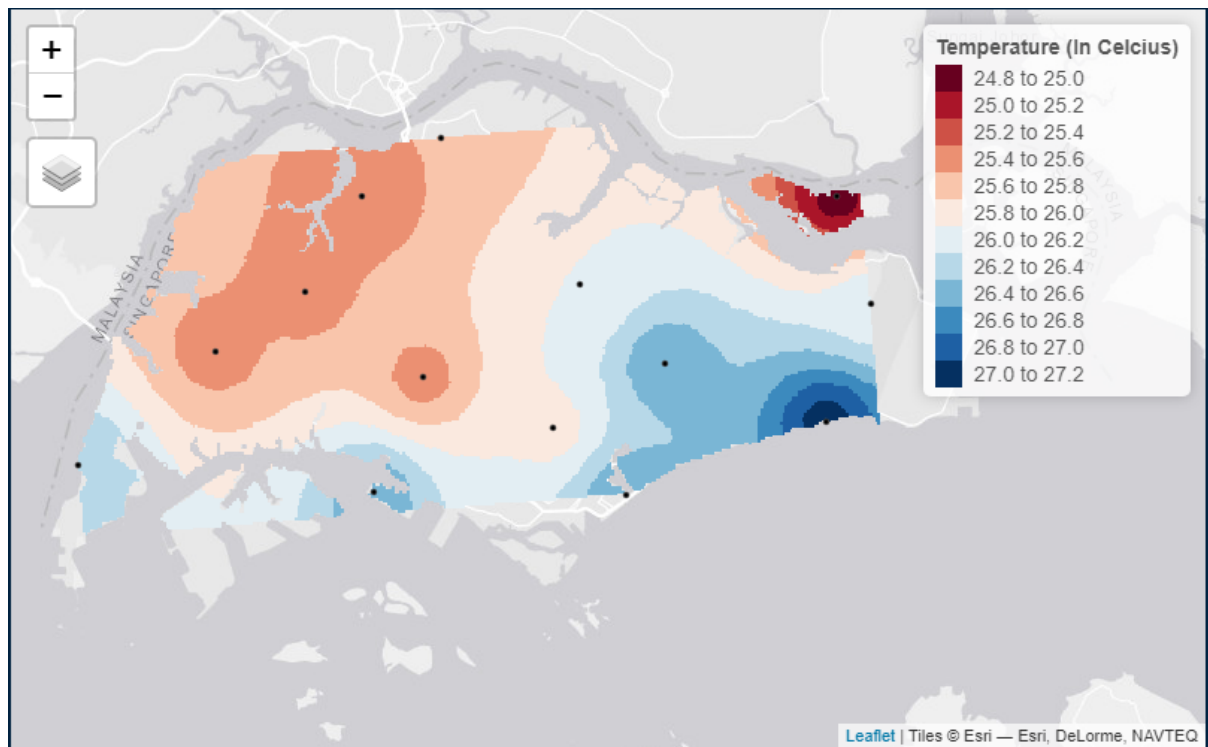 +
−
Temperature (In Celcius)
24.8 to 25.0
25.0 to 25.2
25.2 to 25.4
25.4 to 25.6
25.6 to 25.8
25.8 to 26.0
26.0 to 26.2
26.2 to 26.4
26.4 to 26.6
26.6 to 26.8
26.8 to 27.0
27.0 to 27.2
MALAYSIA
SINGAPORE
MALAYSIA
SINGAPORE
Leaflet | Tiles © Esri — Esri, DeLorme, NAVTEQ